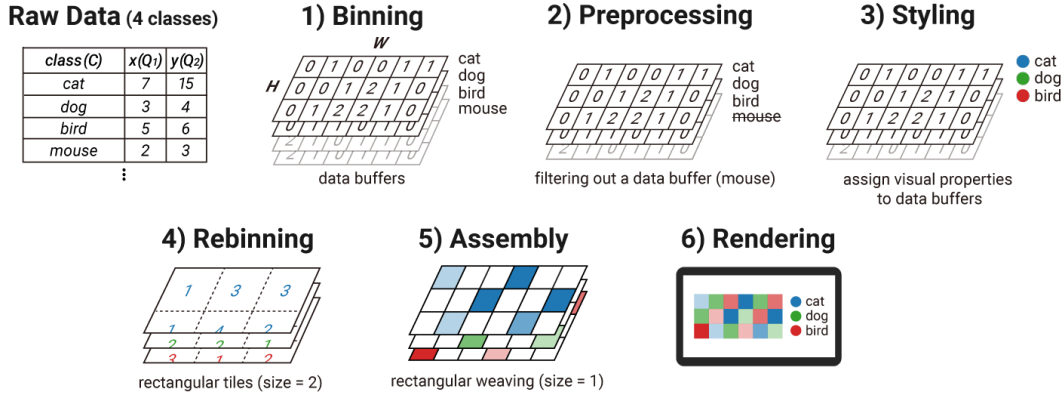 Raw Data (4 classes)
class (C) x(Q1) y(Q2)
cat 7 15
dog 3 4
bird 5 6
mouse 2 3
⋮
1) Binning
W
H
0 1 0 0 1 1
0 0 1 2 1 0
0 1 2 2 1 0
cat
dog
bird
mouse
data buffers
2) Preprocessing
0 1 0 0 1 1
0 0 1 2 1 0
0 1 2 2 1 0
cat
dog
bird
mouse
filtering out a data buffer (mouse)
3) Styling
0 1 0 0 1 1
0 0 1 2 1 0
0 1 2 2 1 0
cat
dog
bird
assign visual properties
to data buffers
4) Rebinning
1 3 3
1 4 2
2 2 1
3 1 2
rectangular tiles (size = 2)
5) Assembly
rectangular weaving (size = 1)
6) Rendering
cat
dog
bird